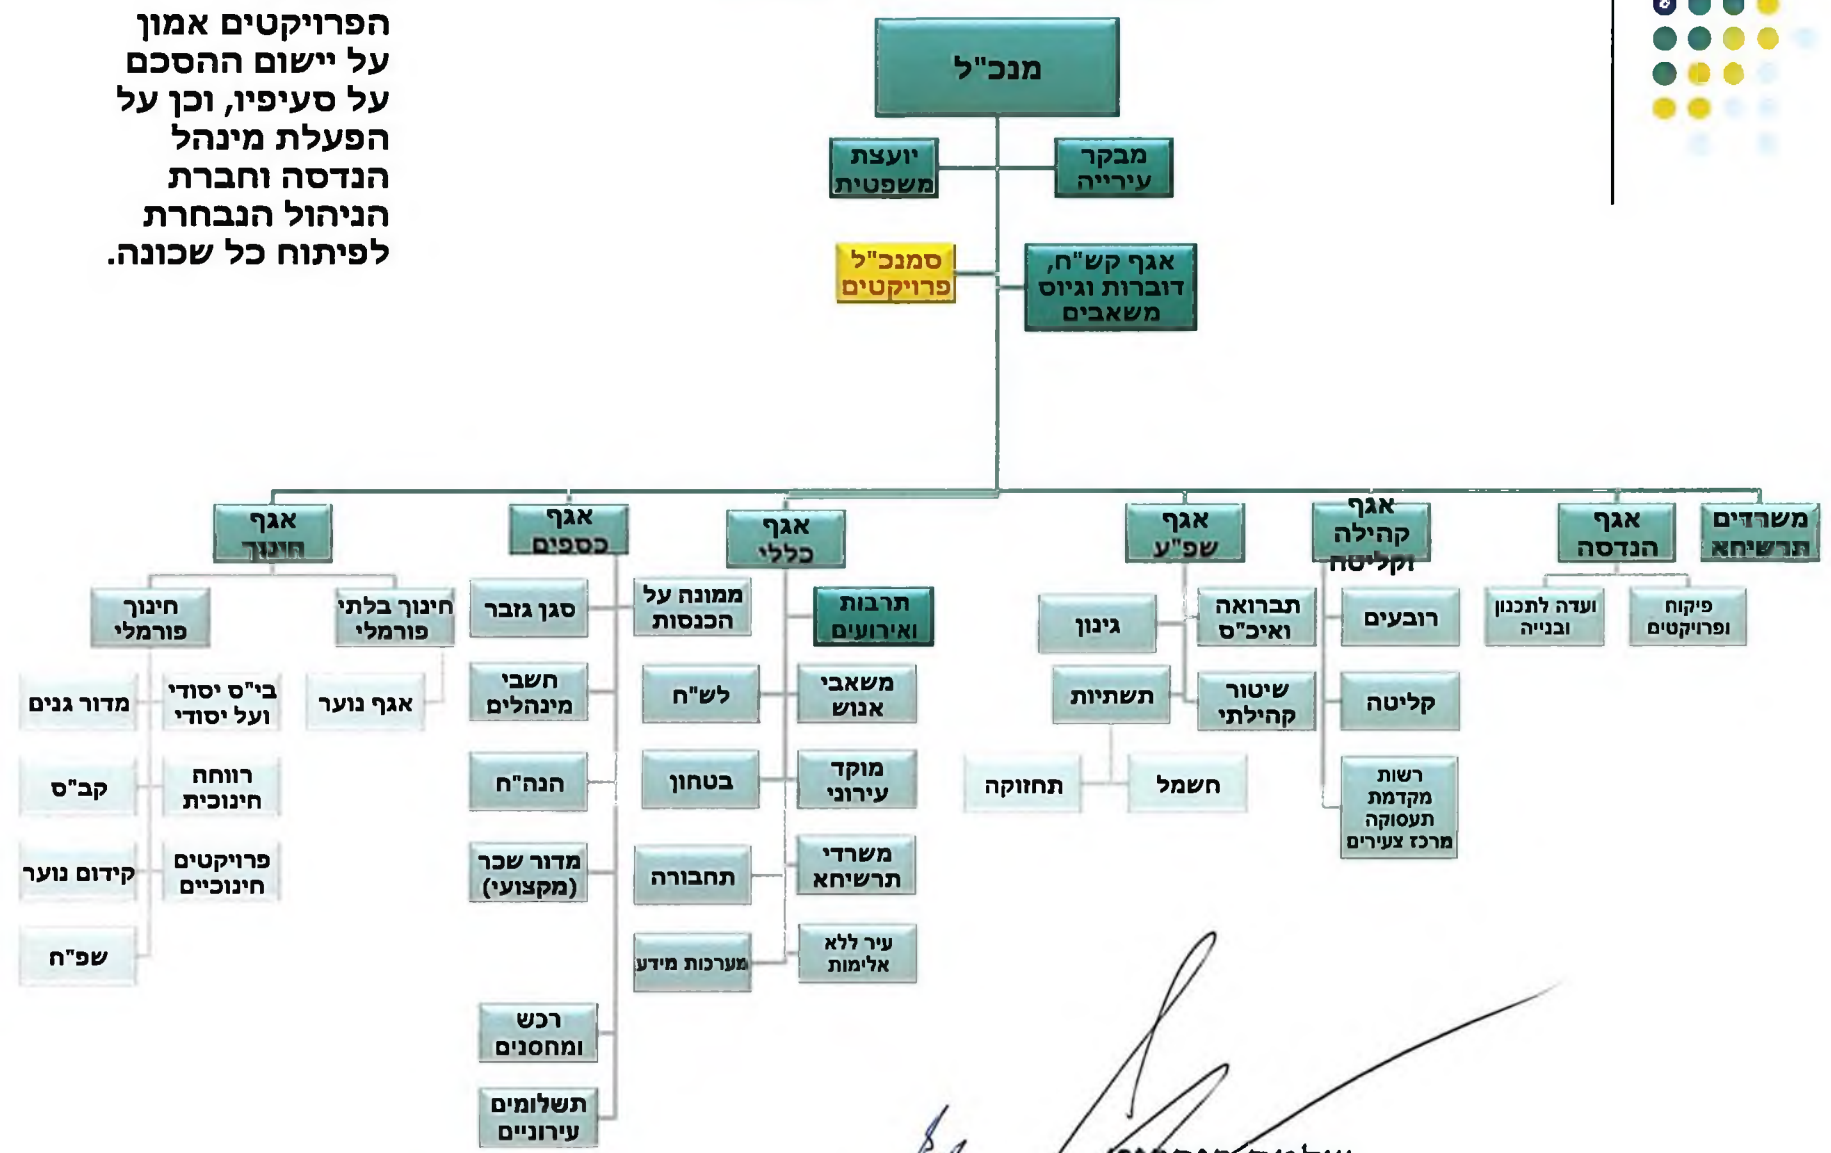 הפרויקטים אמון
על יישום ההסכם
על סעיפיו, וכן על
הפעלת מינהל
הנדסה וחברת
הניהול הנבחרת
לפיתוח כל שכונה.
מנכ"ל
מבקר
עירייה
יועצת
משפטית
אגף קש"ח,
דוברות וגיוס
משאבים
סמנכ"ל
פרויקטים
משרדים
תרשיחא
אגף
הנדסה
אגף
קהילה
וקליטה
אגף
שפ"ע
אגף
כללי
אגף
כספים
אגף
חינוך
פיקוח
ופרויקטים
ועדה לתכנון
ובנייה
רובעים
קליטה
רשות
מקדמת
תעסוקה
מרכז צעירים
תברואה
ואיכ"ס
גינון
שיטור
קהילתי
תשתיות
חשמל
תחזוקה
תרבות
ואירועים
משאבי
אנוש
לש"ח
מוקד
עירוני
בטחון
משרדי
תרשיחא
תחבורה
עיר ללא
אלימות
מערכות מידע
ממונה על
הכנסות
סגן גזבר
חשבי
מינהלים
הנה"ח
מדור שכר
(מקצועי)
רכש
ומחסנים
תשלומים
עירוניים
חינוך בלתי
פורמלי
אגף נוער
חינוך
פורמלי
בי"ס יסודי
ועל יסודי
מדור גנים
רווחה
חינוכית
קב"ס
פרויקטים
חינוכיים
קידום נוער
שפ"ח